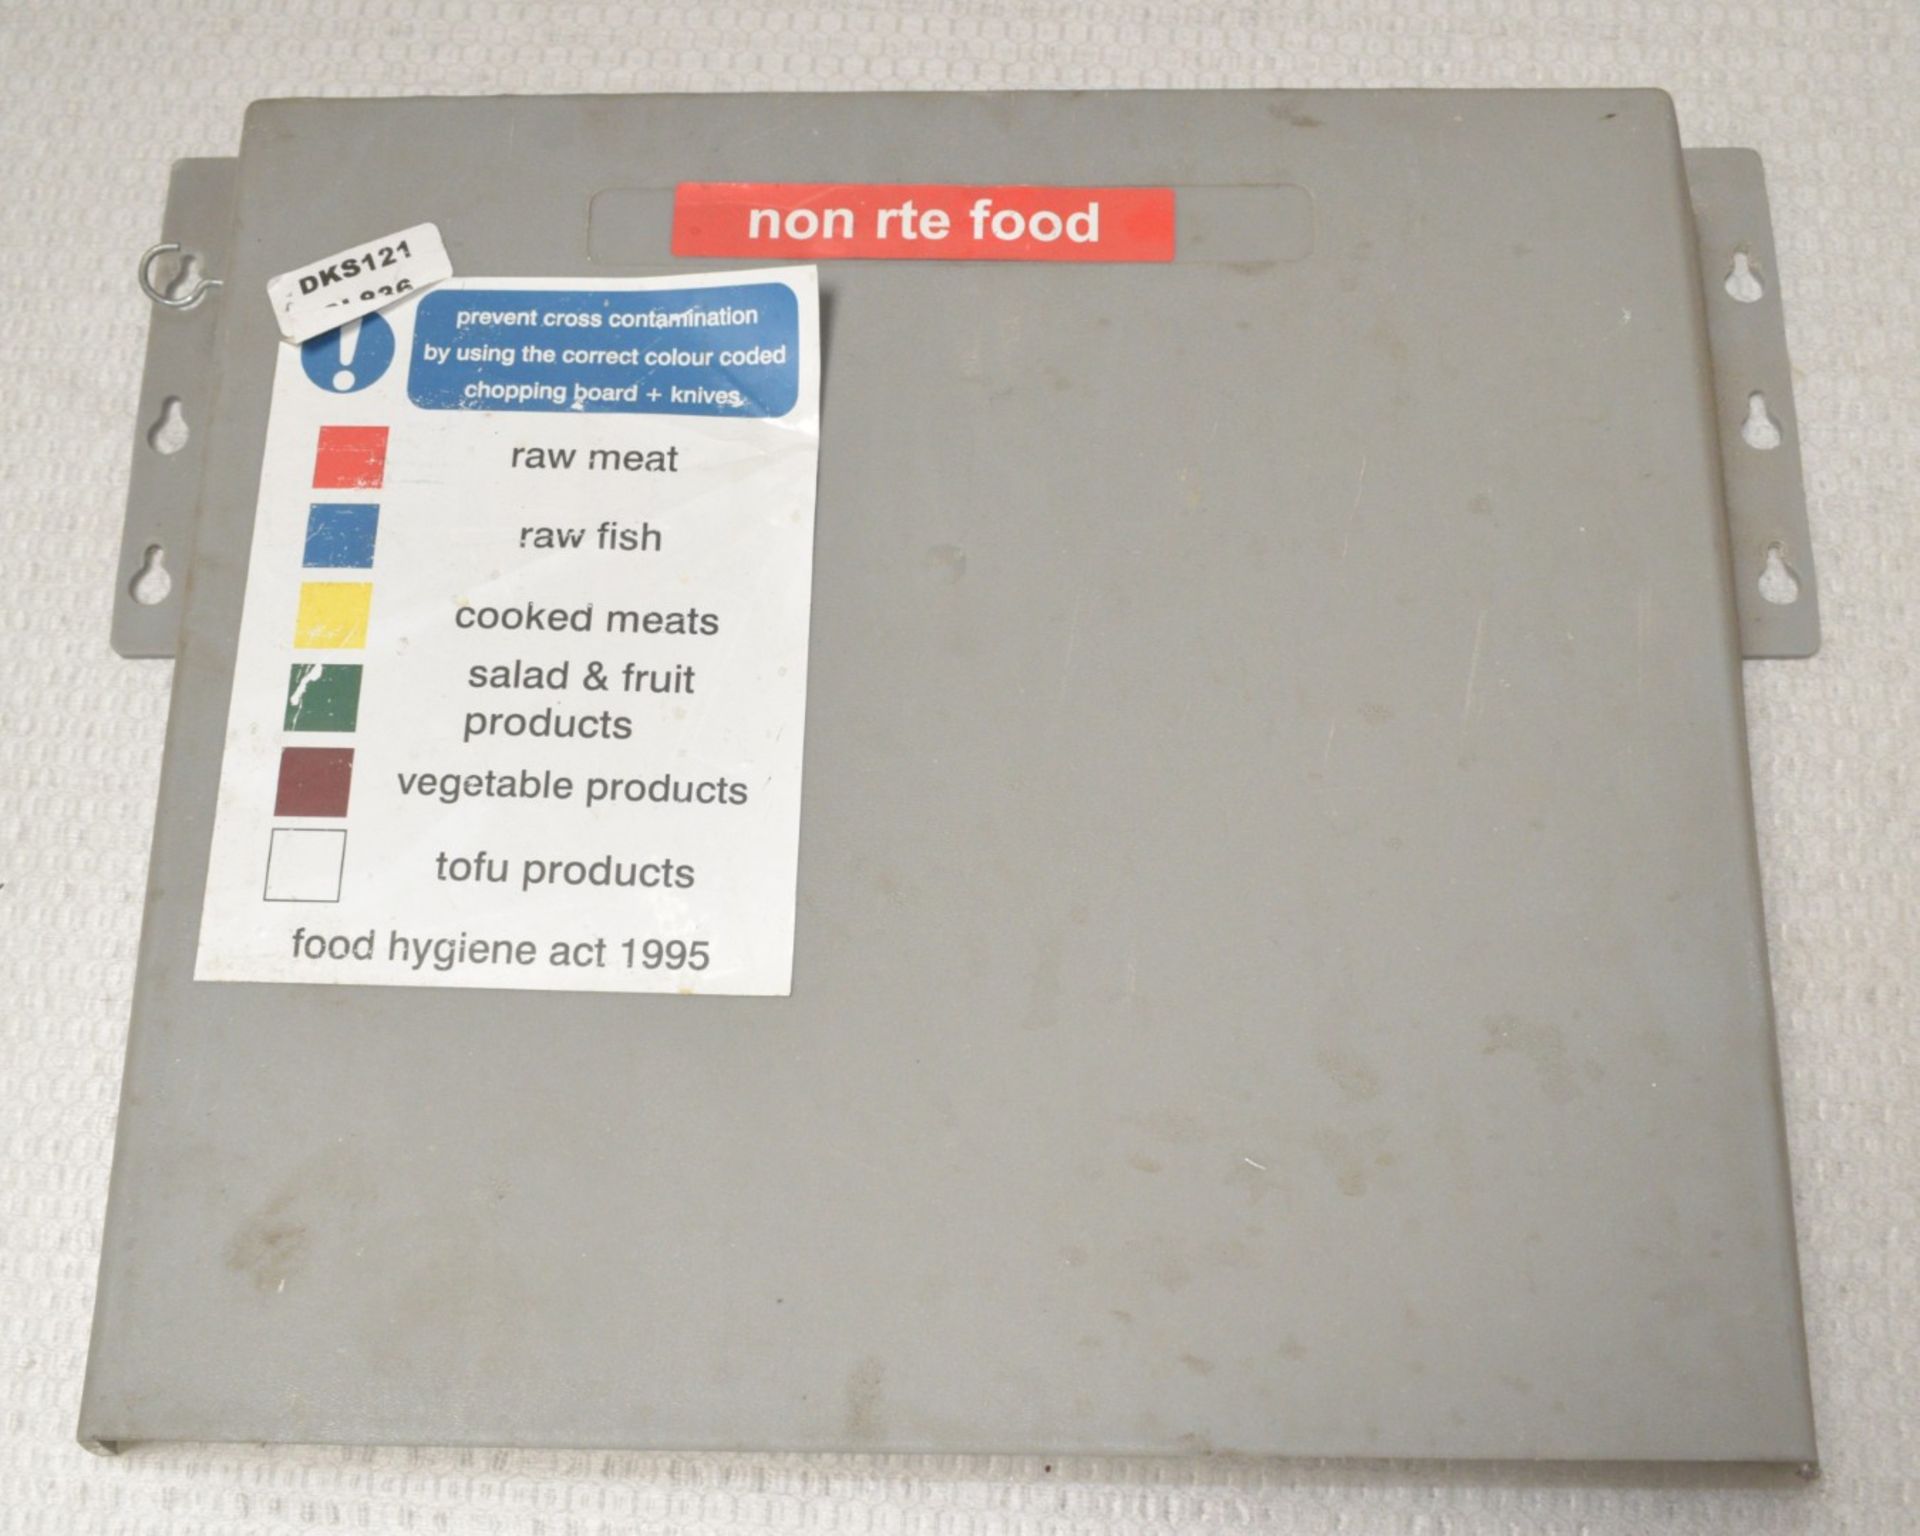 non rte food
DKS121
prevent cross contamination
by using the correct colour coded
chopping board + knives
raw meat
raw fish
cooked meats
salad & fruit
products
vegetable products
tofu products
food hygiene act 1995